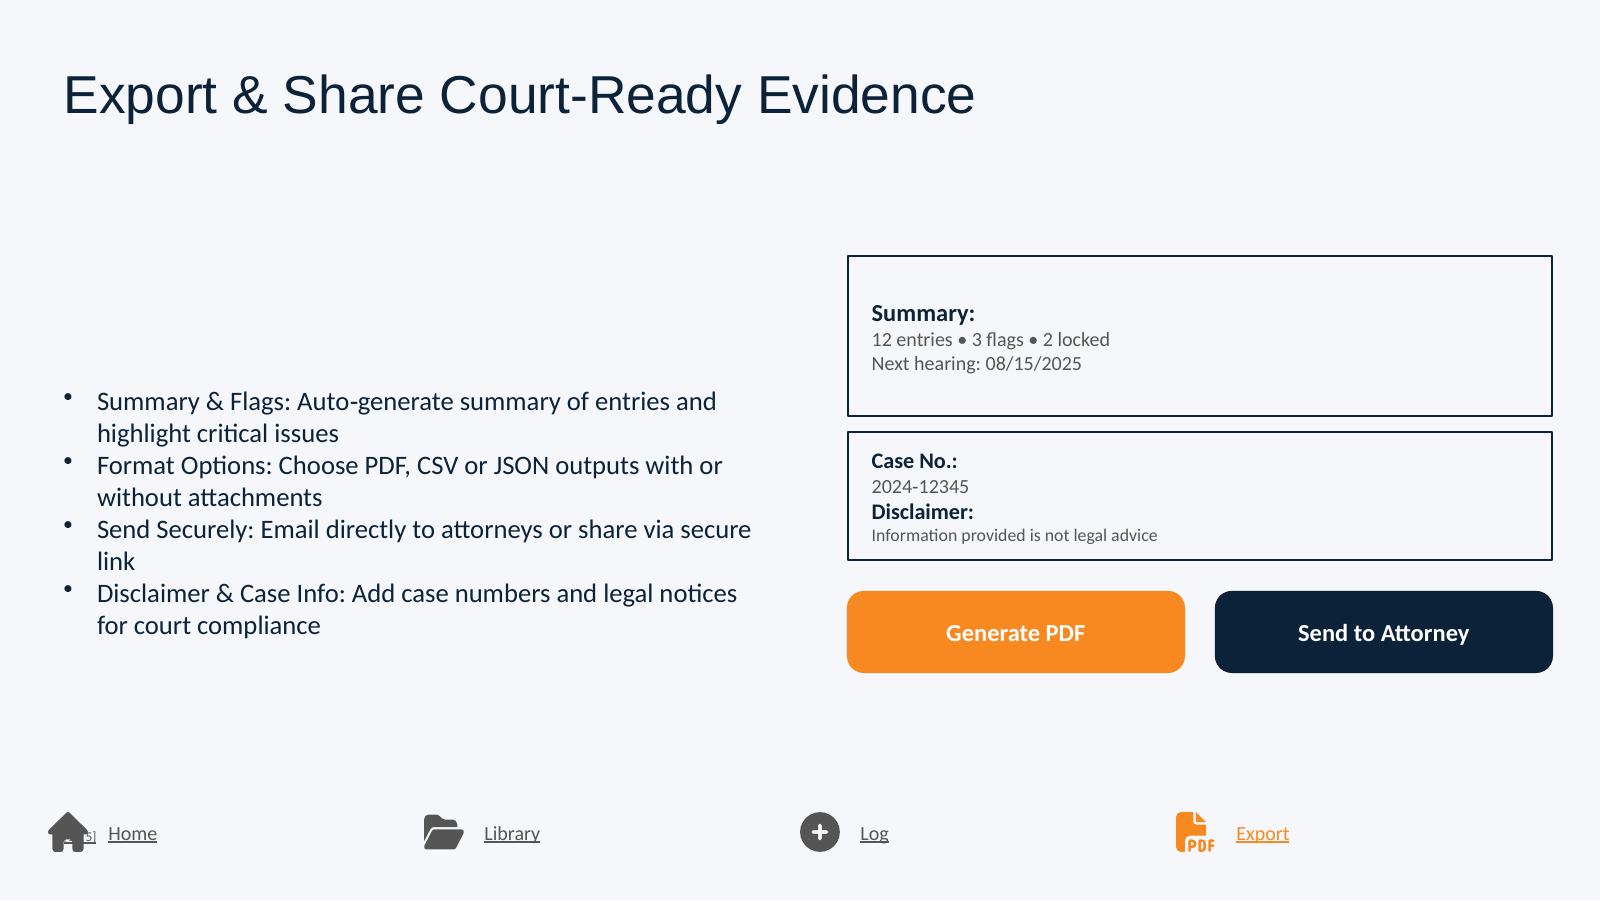 Export & Share Court-Ready Evidence
• Summary & Flags: Auto-generate summary of entries and
highlight critical issues
• Format Options: Choose PDF, CSV or JSON outputs with or
without attachments
• Send Securely: Email directly to attorneys or share via secure
link
• Disclaimer & Case Info: Add case numbers and legal notices
for court compliance
Summary:
12 entries • 3 flags • 2 locked
Next hearing: 08/15/2025
Case No.:
2024-12345
Disclaimer:
Information provided is not legal advice
Generate PDF
Send to Attorney
Home
Library
Log
PDF
Export